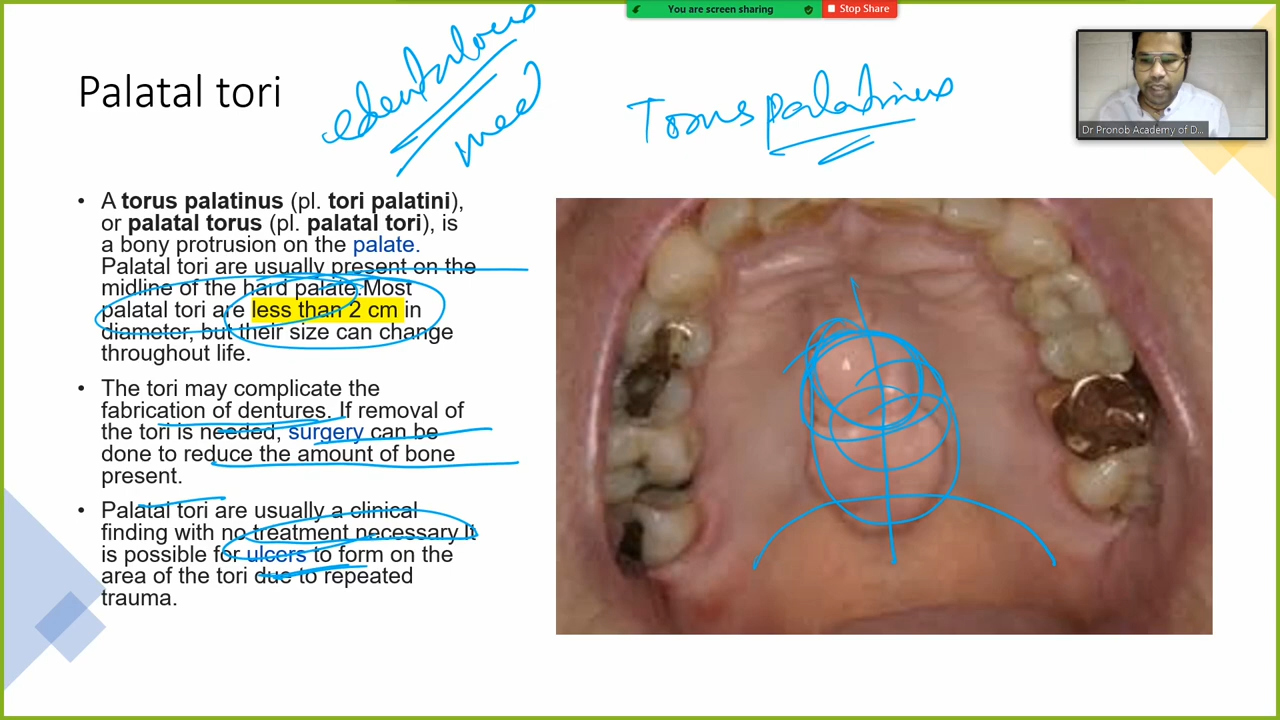 You are screen sharing
Stop Share
Palatal tori
edentulous
need
Torus palatinus
Dr Pronob Academy of D...
• A torus palatinus (pl. tori palatini),
or palatal torus (pl. palatal tori), is
a bony protrusion on the palate.
Palatal tori are usually present on the
midline of the hard palate.Most
palatal tori are less than 2 cm in
diameter, but their size can change
throughout life.
• The tori may complicate the
fabrication of dentures. If removal of
the tori is needed, surgery can be
done to reduce the amount of bone
present.
• Palatal tori are usually a clinical
finding with no treatment necessary.It
is possible for ulcers to form on the
area of the tori due to repeated
trauma.